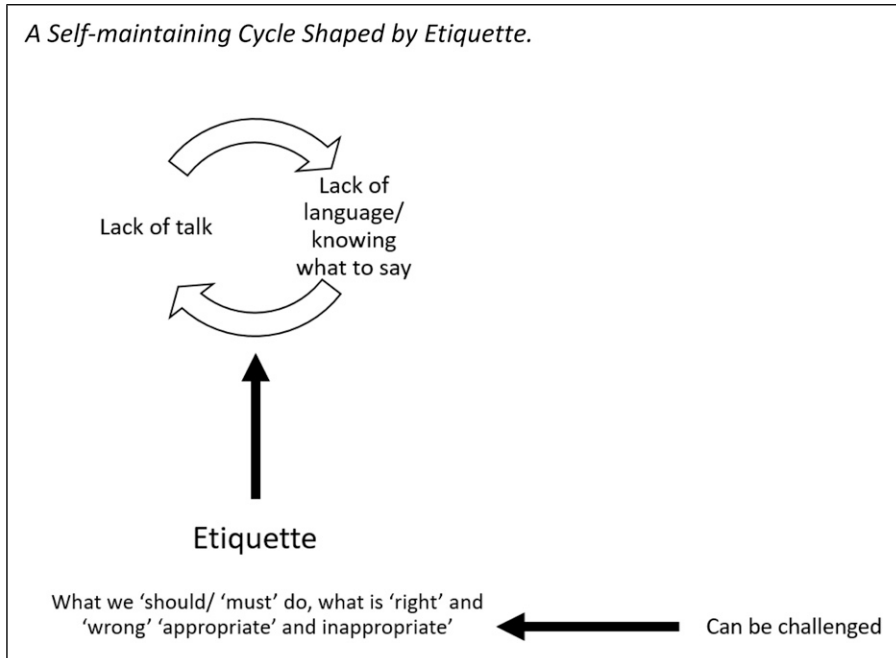 A Self-maintaining Cycle Shaped by Etiquette.
Lack of talk
Lack of
language/
knowing
what to say
Etiquette
What we ‘should/ ‘must’ do, what is ‘right’ and
‘wrong’ ‘appropriate’ and inappropriate’
Can be challenged